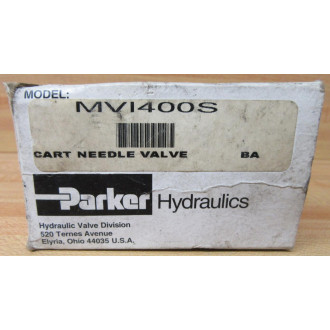 MODEL:
MVI400S
CART NEEDLE VALVE BA
Parker Hydraulics
Hydraulic Valve Division
520 Ternes Avenue
Elyria, Ohio 44035 U.S.A.